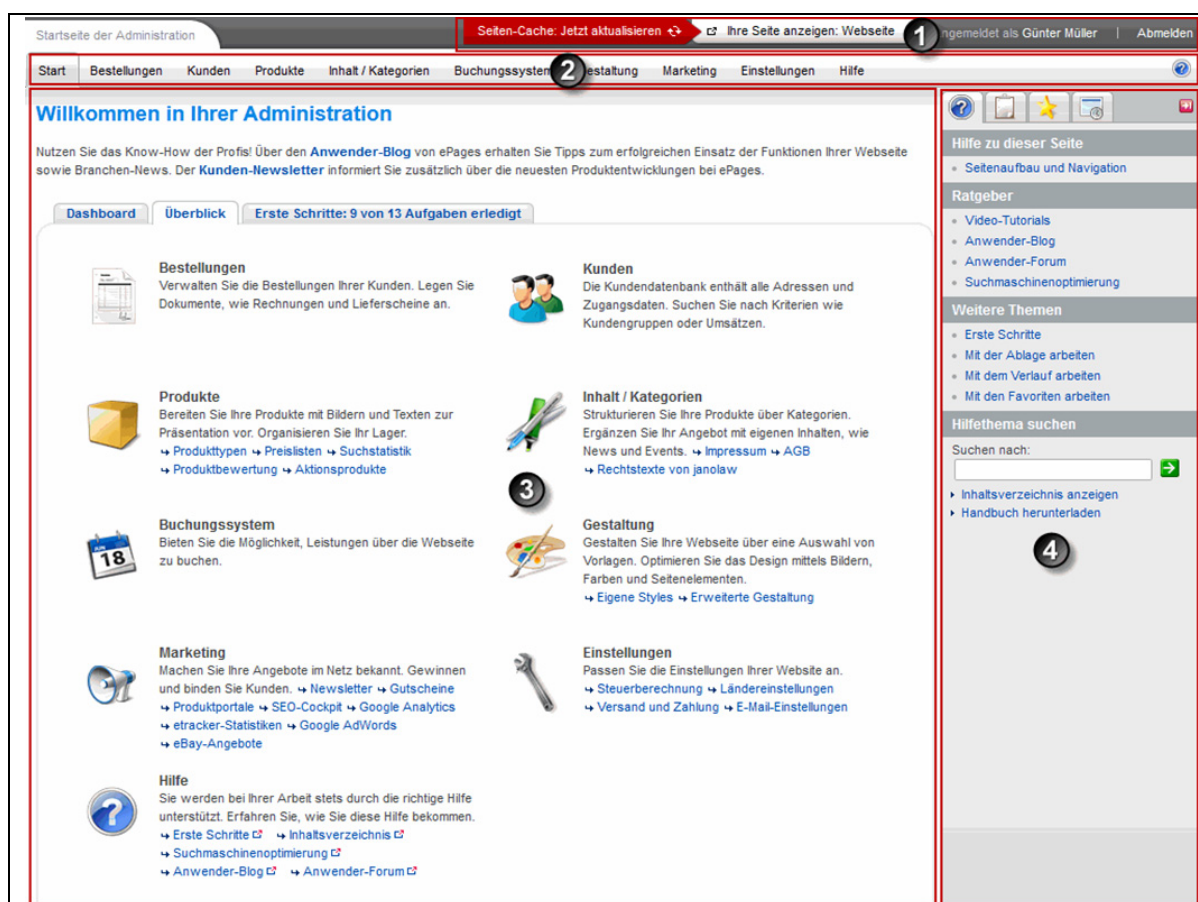 Startseite der Administration
Seiten-Cache: Jetzt aktualisieren
Ihre Seite anzeigen: Webseite
1
als Günter Müller | Abmelden
Start Bestellungen Kunden Produkte Inhalt / Kategorien 2 Marketing Einstellungen Hilfe
Willkommen in Ihrer Administration
Nutzen Sie das Know-How der Profis! Über den Anwender-Blog von ePages erhalten Sie Tipps zum erfolgreichen Einsatz der Funktionen Ihrer Webseite
sowie Branchen-News. Der Kunden-Newsletter informiert Sie zusätzlich über die neuesten Produktentwicklungen bei ePages.
Dashboard Überblick Erste Schritte: 9 von 13 Aufgaben erledigt
Bestellungen
Verwalten Sie die Bestellungen Ihrer Kunden. Legen Sie
Dokumente, wie Rechnungen und Lieferscheine an.
Kunden
Die Kundendatenbank enthält alle Adressen und
Zugangsdaten. Suchen Sie nach Kriterien wie
Kundengruppen oder Umsätzen.
Produkte
Bereiten Sie Ihre Produkte mit Bildern und Texten zur
Präsentation vor. Organisieren Sie Ihr Lager.
Produkttypen Preislisten Suchstatistik
Produktbewertung Aktionsprodukte
Inhalt / Kategorien
Strukturieren Sie Ihre Produkte über Kategorien.
Ergänzen Sie Ihr Angebot mit eigenen Inhalten, wie
News und Events. Impressum AGB
Rechtstexte von janolaw
3
Buchungssystem
Bieten Sie die Möglichkeit, Leistungen über die Webseite
zu buchen.
18
Gestaltung
Gestalten Sie Ihre Webseite über eine Auswahl von
Vorlagen. Optimieren Sie das Design mittels Bildern,
Farben und Seitenelementen.
Eigene Styles Erweiterte Gestaltung
Marketing
Machen Sie Ihre Angebote im Netz bekannt. Gewinnen
und binden Sie Kunden. Newsletter Gutscheine
Produktportale SEO-Cockpit Google Analytics
etracker-Statistiken Google AdWords
eBay-Angebote
Einstellungen
Passen Sie die Einstellungen Ihrer Website an.
Steuerberechnung Ländereinstellungen
Versand und Zahlung E-Mail-Einstellungen
Hilfe
Sie werden bei Ihrer Arbeit stets durch die richtige Hilfe
unterstützt. Erfahren Sie, wie Sie diese Hilfe bekommen.
Erste Schritte Inhaltsverzeichnis
Suchmaschinenoptimierung
Anwender-Blog Anwender-Forum
Hilfe zu dieser Seite
Seitenaufbau und Navigation
Ratgeber
Video-Tutorials
Anwender-Blog
Anwender-Forum
Suchmaschinenoptimierung
Weitere Themen
Erste Schritte
Mit der Ablage arbeiten
Mit dem Verlauf arbeiten
Mit den Favoriten arbeiten
Hilfethema suchen
Suchen nach:
Inhaltsverzeichnis anzeigen
Handbuch herunterladen
4